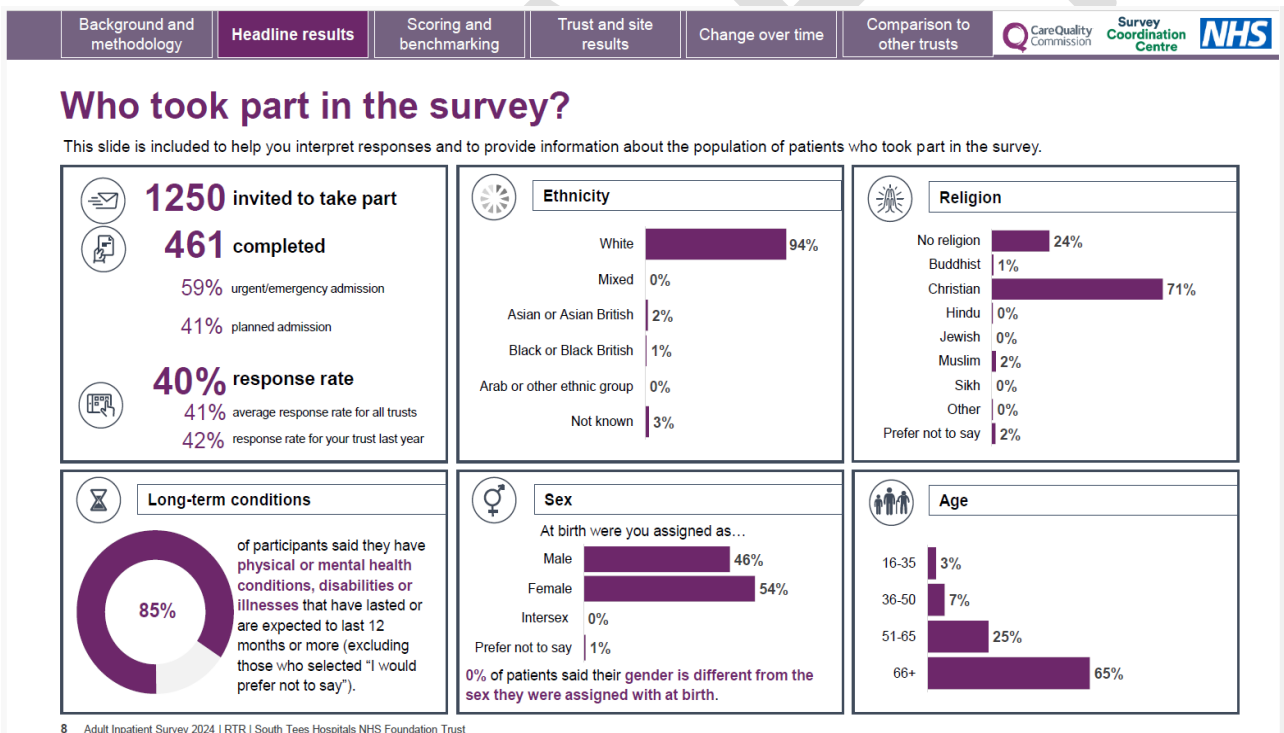 Background and
methodology
Headline results
Scoring and
benchmarking
Trust and site
results
Change over time
Comparison to
other trusts
CareQuality
Commission
Survey
Coordination
Centre
NHS
Who took part in the survey?
This slide is included to help you interpret responses and to provide information about the population of patients who took part in the survey.
1250 invited to take part
461 completed
59% urgent/emergency admission
41% planned admission
40% response rate
41% average response rate for all trusts
42% response rate for your trust last year
Ethnicity
White 94%
Mixed 0%
Asian or Asian British 2%
Black or Black British 1%
Arab or other ethnic group 0%
Not known 3%
Religion
No religion 24%
Buddhist 1%
Christian 71%
Hindu 0%
Jewish 0%
Muslim 2%
Sikh 0%
Other 0%
Prefer not to say 2%
Long-term conditions
85%
of participants said they have
physical or mental health
conditions, disabilities or
illnesses that have lasted or
are expected to last 12
months or more (excluding
those who selected “I would
prefer not to say”).
Sex
At birth were you assigned as…
Male 46%
Female 54%
Intersex 0%
Prefer not to say 1%
0% of patients said their gender is different from the
sex they were assigned with at birth.
Age
16-35 3%
36-50 7%
51-65 25%
66+ 65%
8 Adult Inpatient Survey 2024 | RTR | South Tees Hospitals NHS Foundation Trust